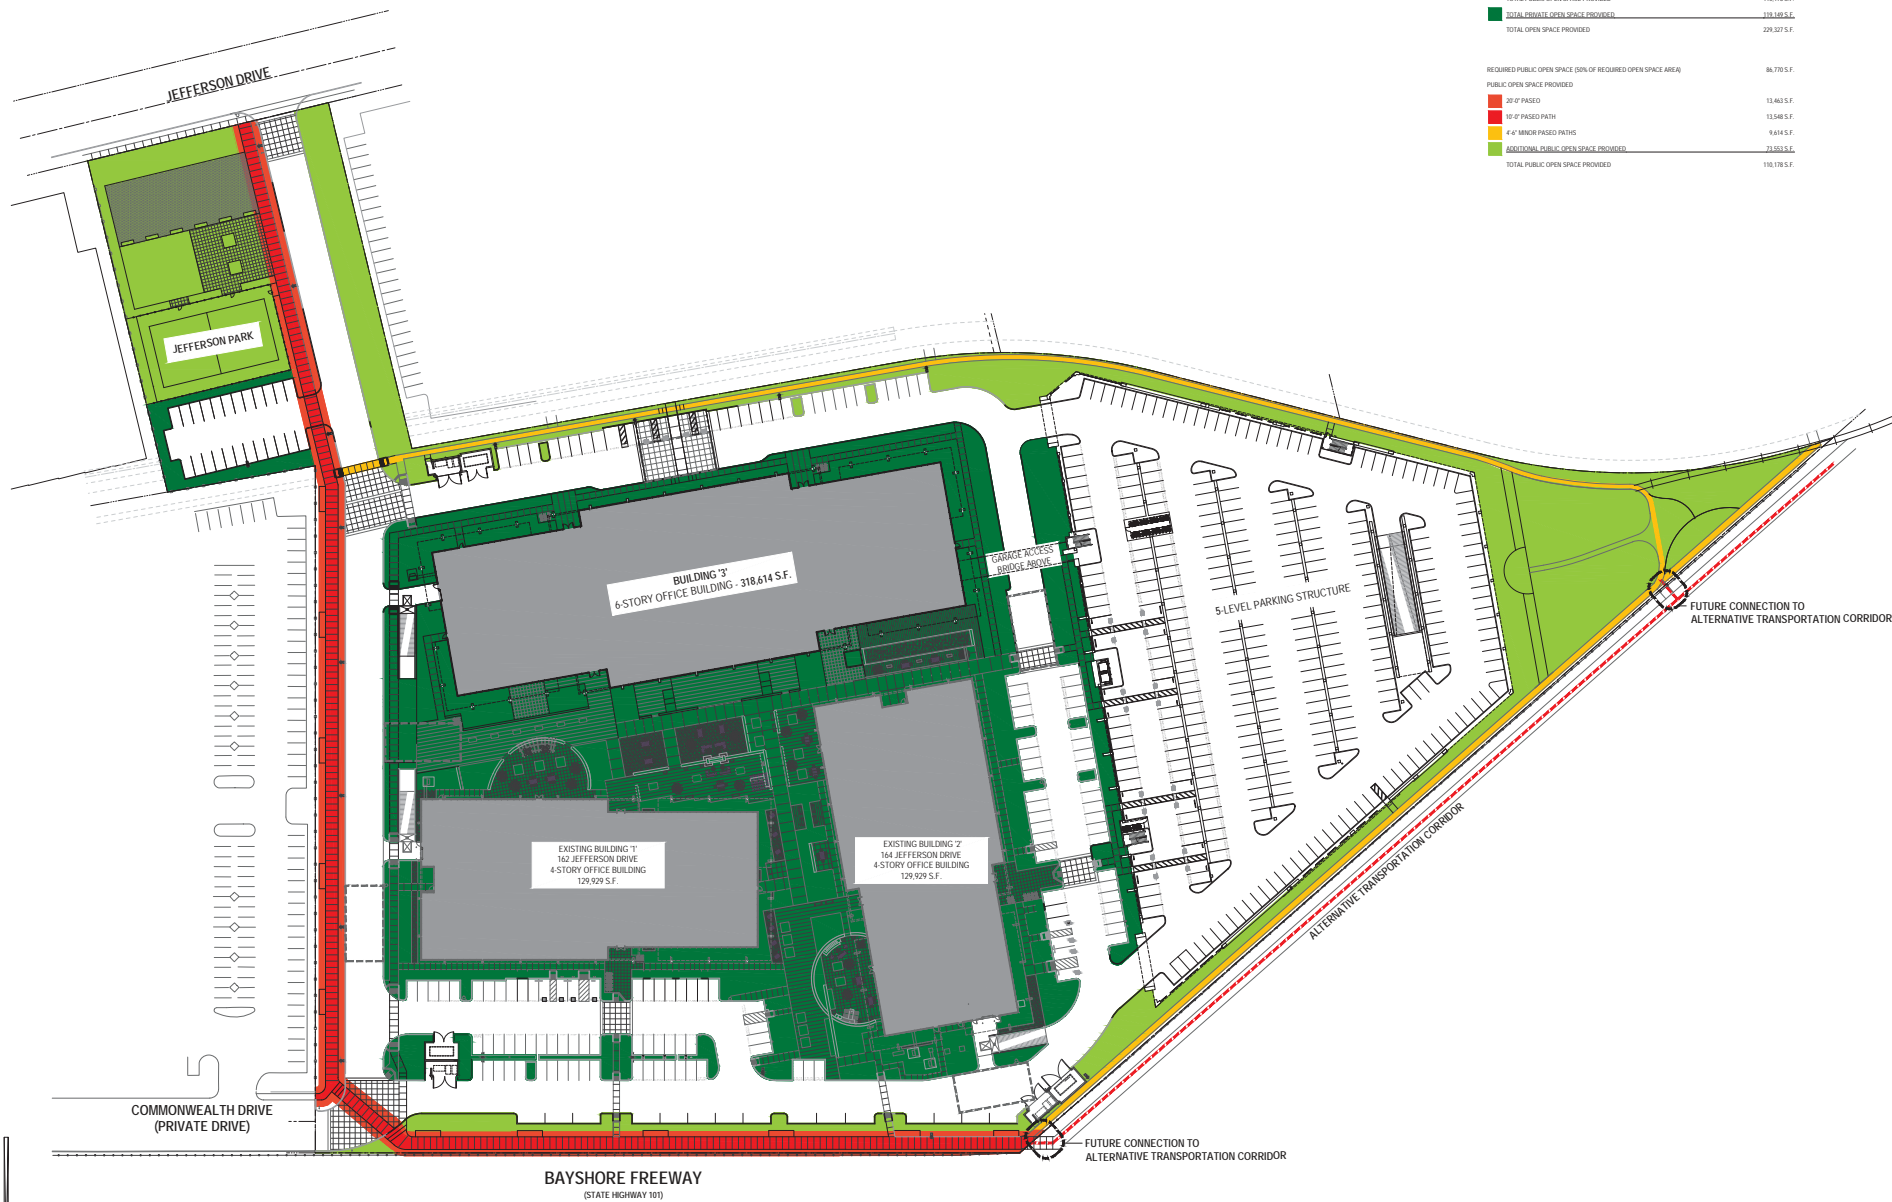 TOTAL PRIVATE OPEN SPACE PROVIDED 119,149 S.F.
TOTAL OPEN SPACE PROVIDED 229,327 S.F.
REQUIRED PUBLIC OPEN SPACE (50% OF REQUIRED OPEN SPACE AREA) 86,770 S.F.
PUBLIC OPEN SPACE PROVIDED
20'-0" PASEO 13,463 S.F.
10'-0" PASEO PATH 13,548 S.F.
4'-6" MINOR PASEO PATHS 9,614 S.F.
ADDITIONAL PUBLIC OPEN SPACE PROVIDED 73,553 S.F.
TOTAL PUBLIC OPEN SPACE PROVIDED 110,178 S.F.
JEFFERSON DRIVE
JEFFERSON PARK
BUILDING '3'
6-STORY OFFICE BUILDING - 318,614 S.F.
GARAGE ACCESS
BRIDGE ABOVE
5-LEVEL PARKING STRUCTURE
FUTURE CONNECTION TO
ALTERNATIVE TRANSPORTATION CORRIDOR
EXISTING BUILDING '1'
162 JEFFERSON DRIVE
4-STORY OFFICE BUILDING
129,929 S.F.
EXISTING BUILDING '2'
164 JEFFERSON DRIVE
4-STORY OFFICE BUILDING
129,929 S.F.
ALTERNATIVE TRANSPORTATION CORRIDOR
COMMONWEALTH DRIVE
(PRIVATE DRIVE)
FUTURE CONNECTION TO
ALTERNATIVE TRANSPORTATION CORRIDOR
BAYSHORE FREEWAY
(STATE HIGHWAY 101)